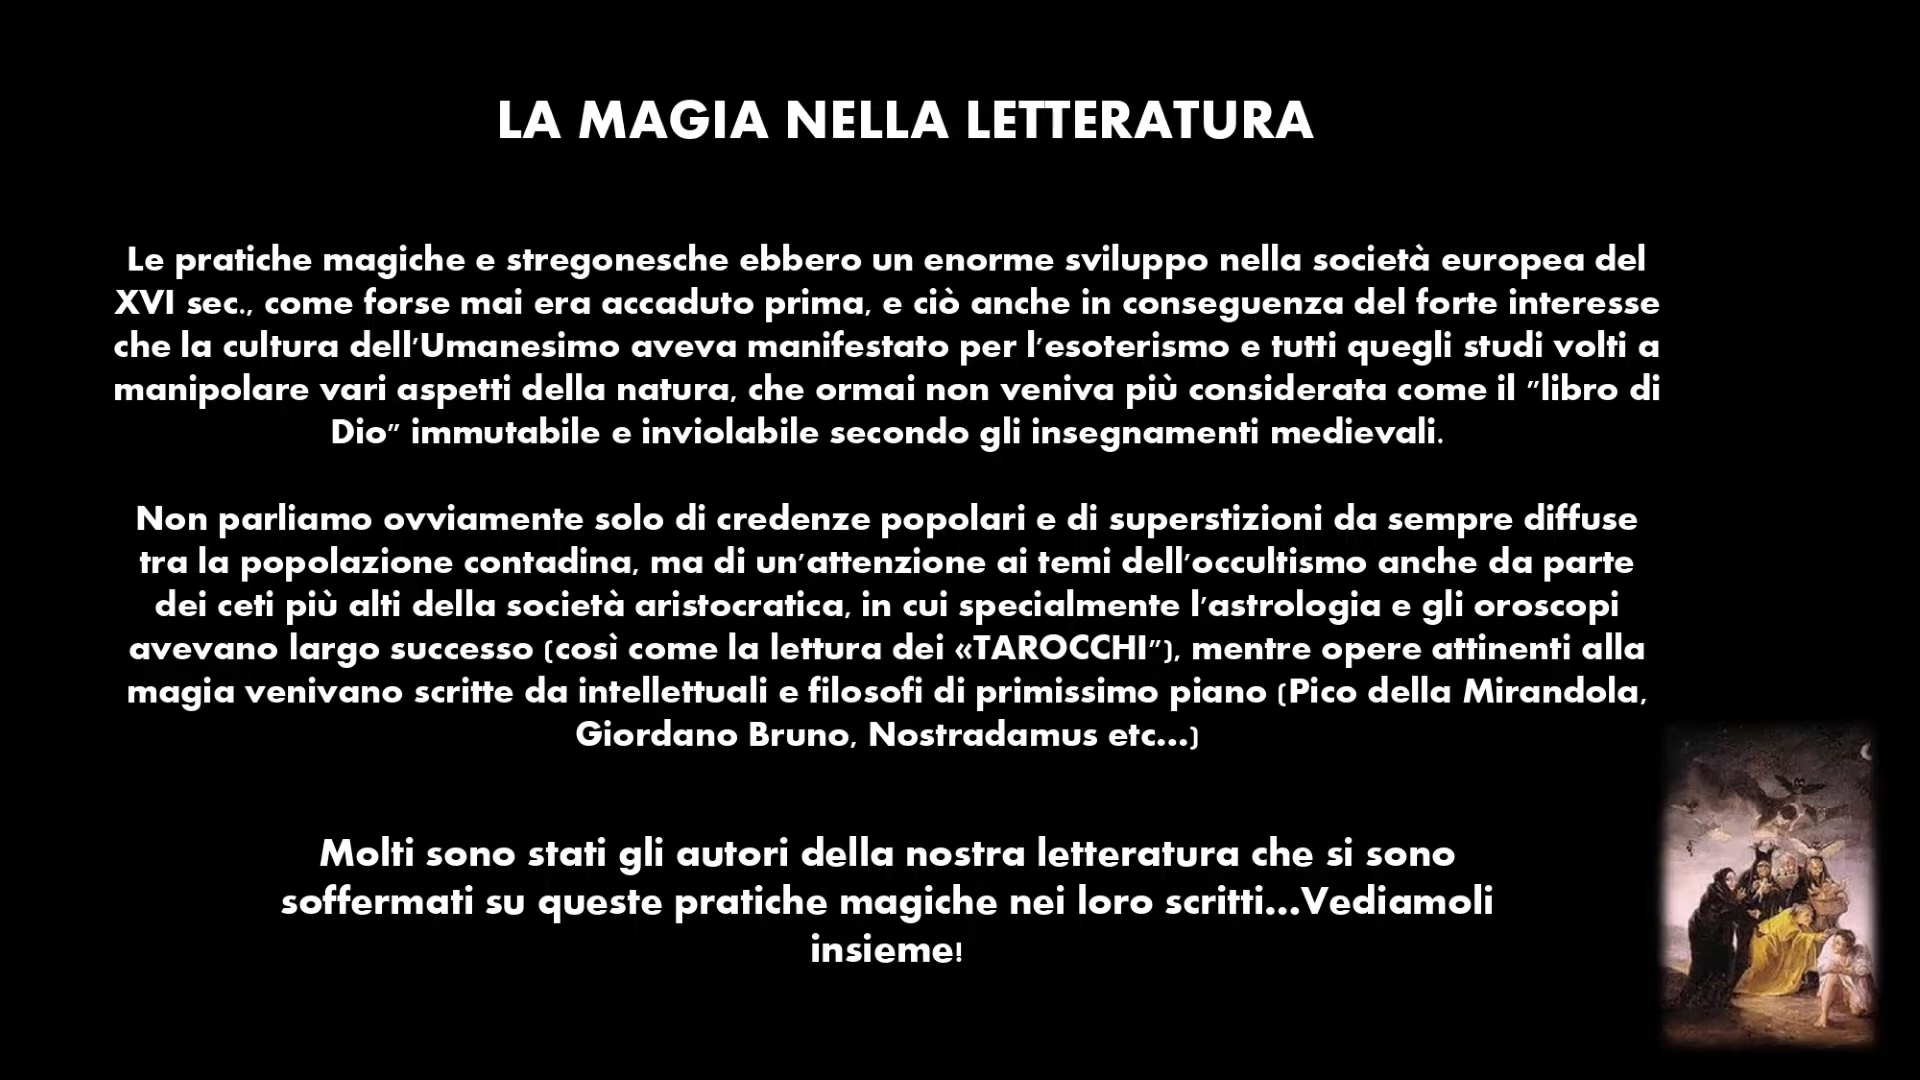 LA MAGIA NELLA LETTERATURA
Le pratiche magiche e stregonesche ebbero un enorme sviluppo nella società europea del
XVI sec., come forse mai era accaduto prima, e ciò anche in conseguenza del forte interesse
che la cultura dell'Umanesimo aveva manifestato per l'esoterismo e tutti quegli studi volti a
manipolare vari aspetti della natura, che ormai non veniva più considerata come il "libro di
Dio" immutabile e inviolabile secondo gli insegnamenti medievali.
Non parliamo ovviamente solo di credenze popolari e di superstizioni da sempre diffuse
tra la popolazione contadina, ma di un'attenzione ai temi dell'occultismo anche da parte
dei ceti più alti della società aristocratica, in cui specialmente l'astrologia e gli oroscopi
avevano largo successo (così come la lettura dei «TAROCCHI"), mentre opere attinenti alla
magia venivano scritte da intellettuali e filosofi di primissimo piano (Pico della Mirandola,
Giordano Bruno, Nostradamus etc...)
Molti sono stati gli autori della nostra letteratura che si sono
soffermati su queste pratiche magiche nei loro scritti...Vediamoli
insieme!